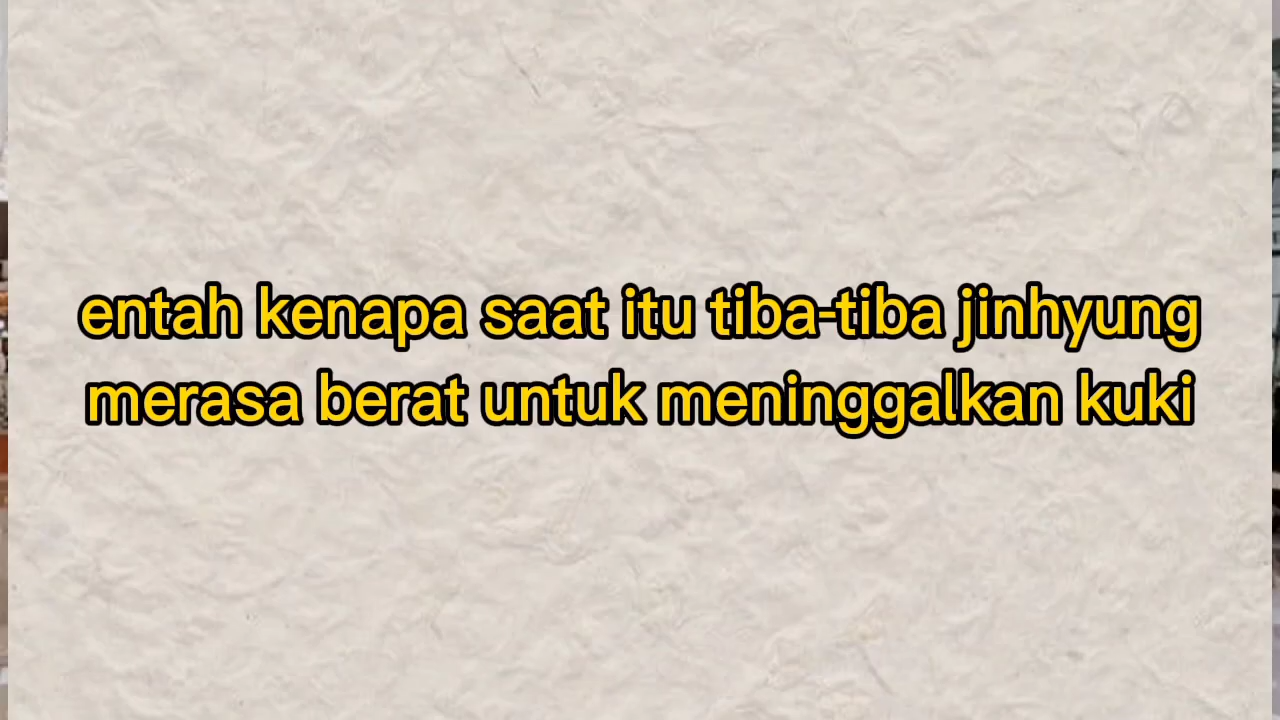 entah kenapa saat itu tiba-tiba jinhyung
merasa berat untuk meninggalkan kuki